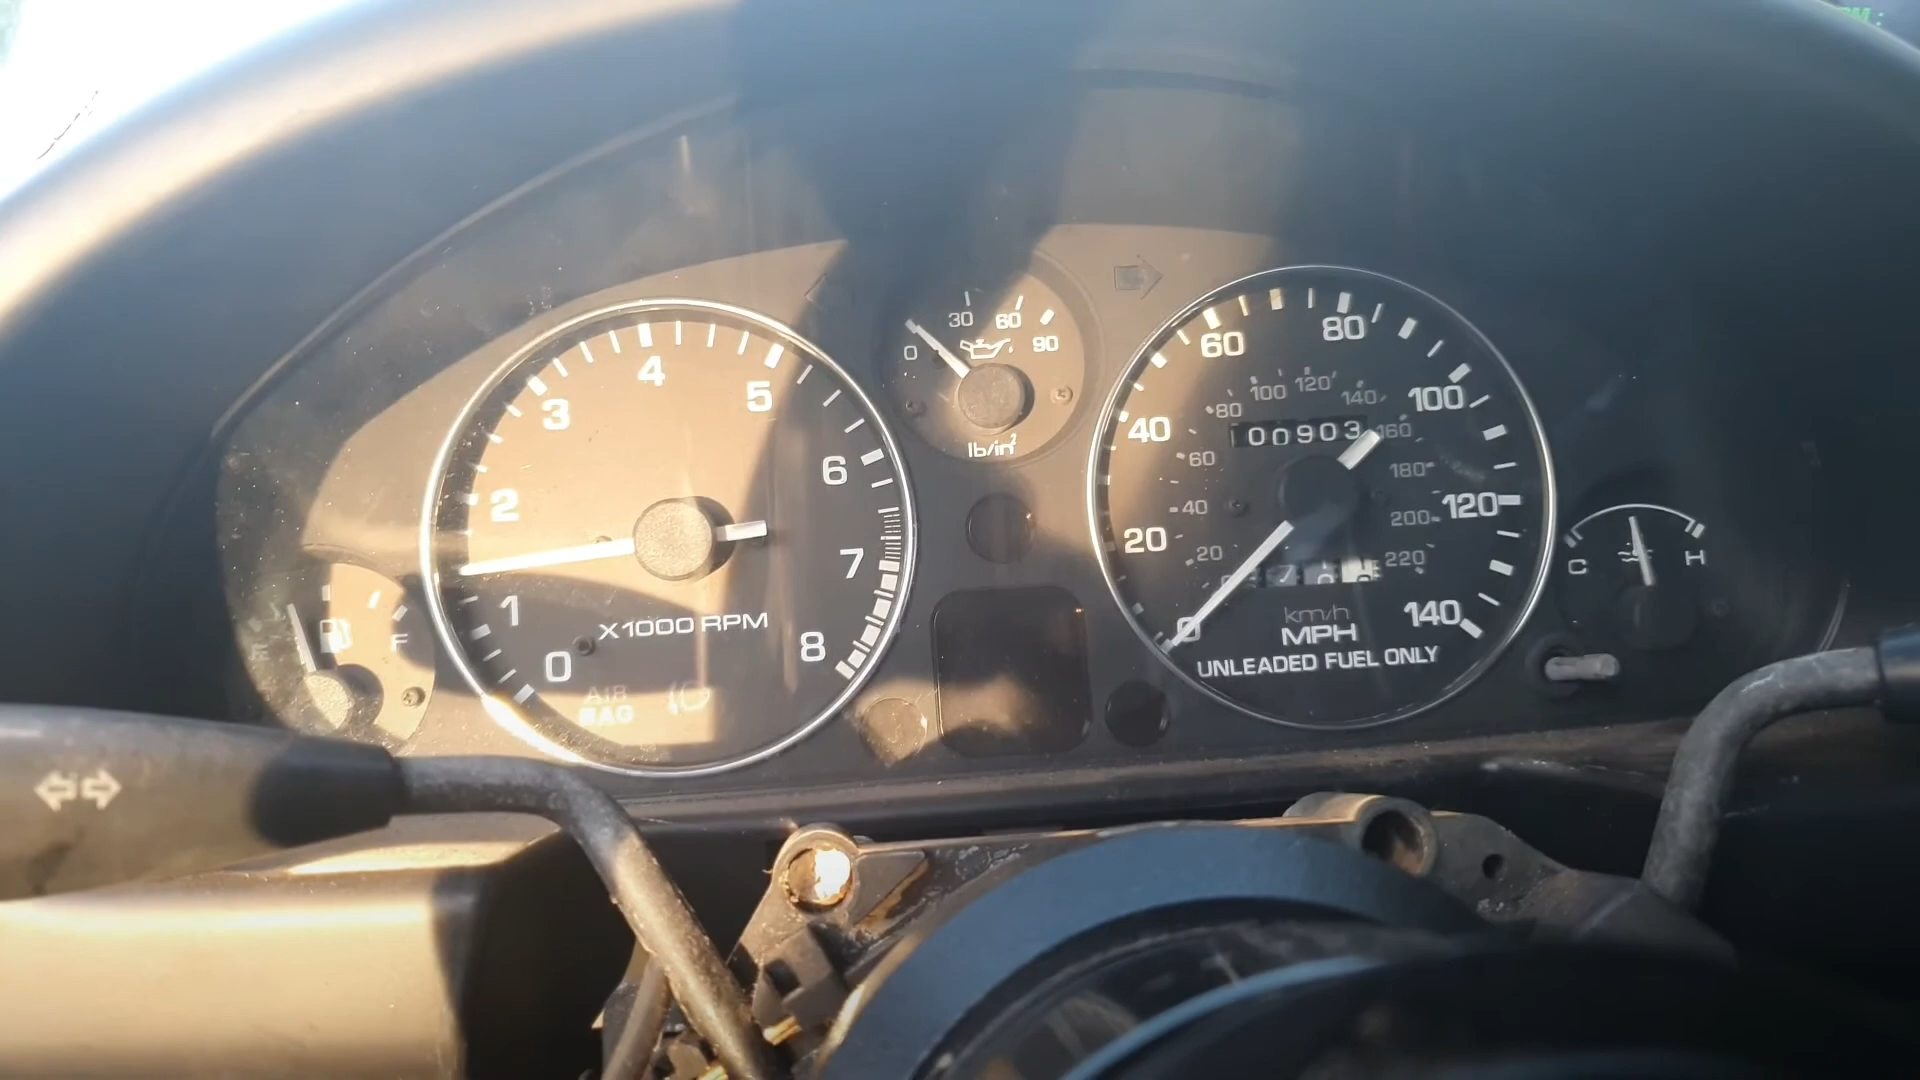 0 1 2 3 4 5 6 7 8
X1000 RPM
AIR
BAG
F
0 30 60 90
lb/in²
0 20 40 60 80 100 120 140
20 40 60 80 100 120 140 160 180 200 220
00903
km/h
MPH
UNLEADED FUEL ONLY
C H